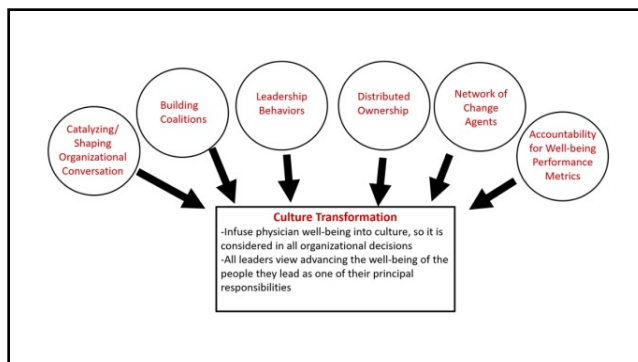 Catalyzing/
Shaping
Organizational
Conversation
Building
Coalitions
Leadership
Behaviors
Distributed
Ownership
Network of
Change
Agents
Accountability
for Well-being
Performance
Metrics
Culture Transformation
-Infuse physician well-being into culture, so it is
considered in all organizational decisions
-All leaders view advancing the well-being of the
people they lead as one of their principal
responsibilities